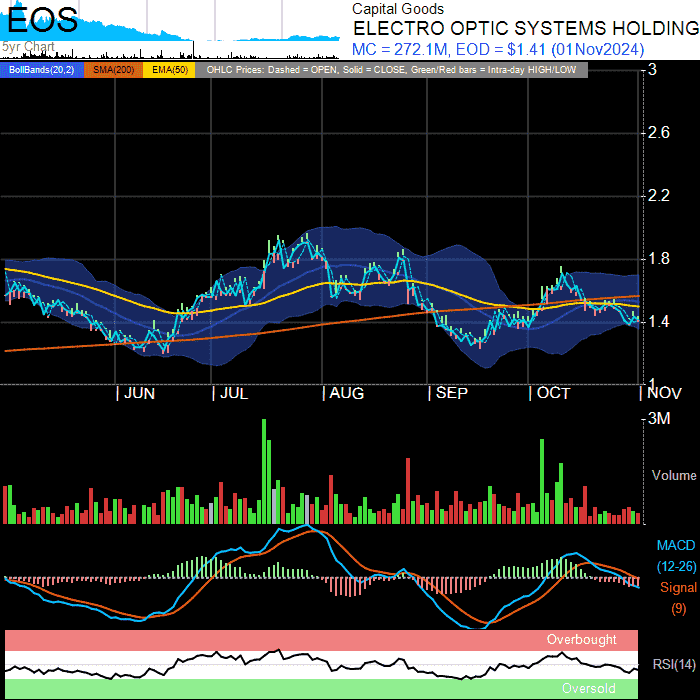 EOS
Capital Goods
ELECTRO OPTIC SYSTEMS HOLDING
5yr Chart
MC = 272.1M, EOD = $1.41 (01Nov2024)
BollBands(20,2) SMA(200) EMA(50) OHLC Prices: Dashed = OPEN, Solid = CLOSE, Green/Red bars = Intra-day HIGH/LOW
3
2.6
2.2
1.8
1.4
1
JUN JUL AUG SEP OCT NOV
3M
Volume
MACD
(12-26)
Signal
(9)
Overbought
RSI(14)
Oversold